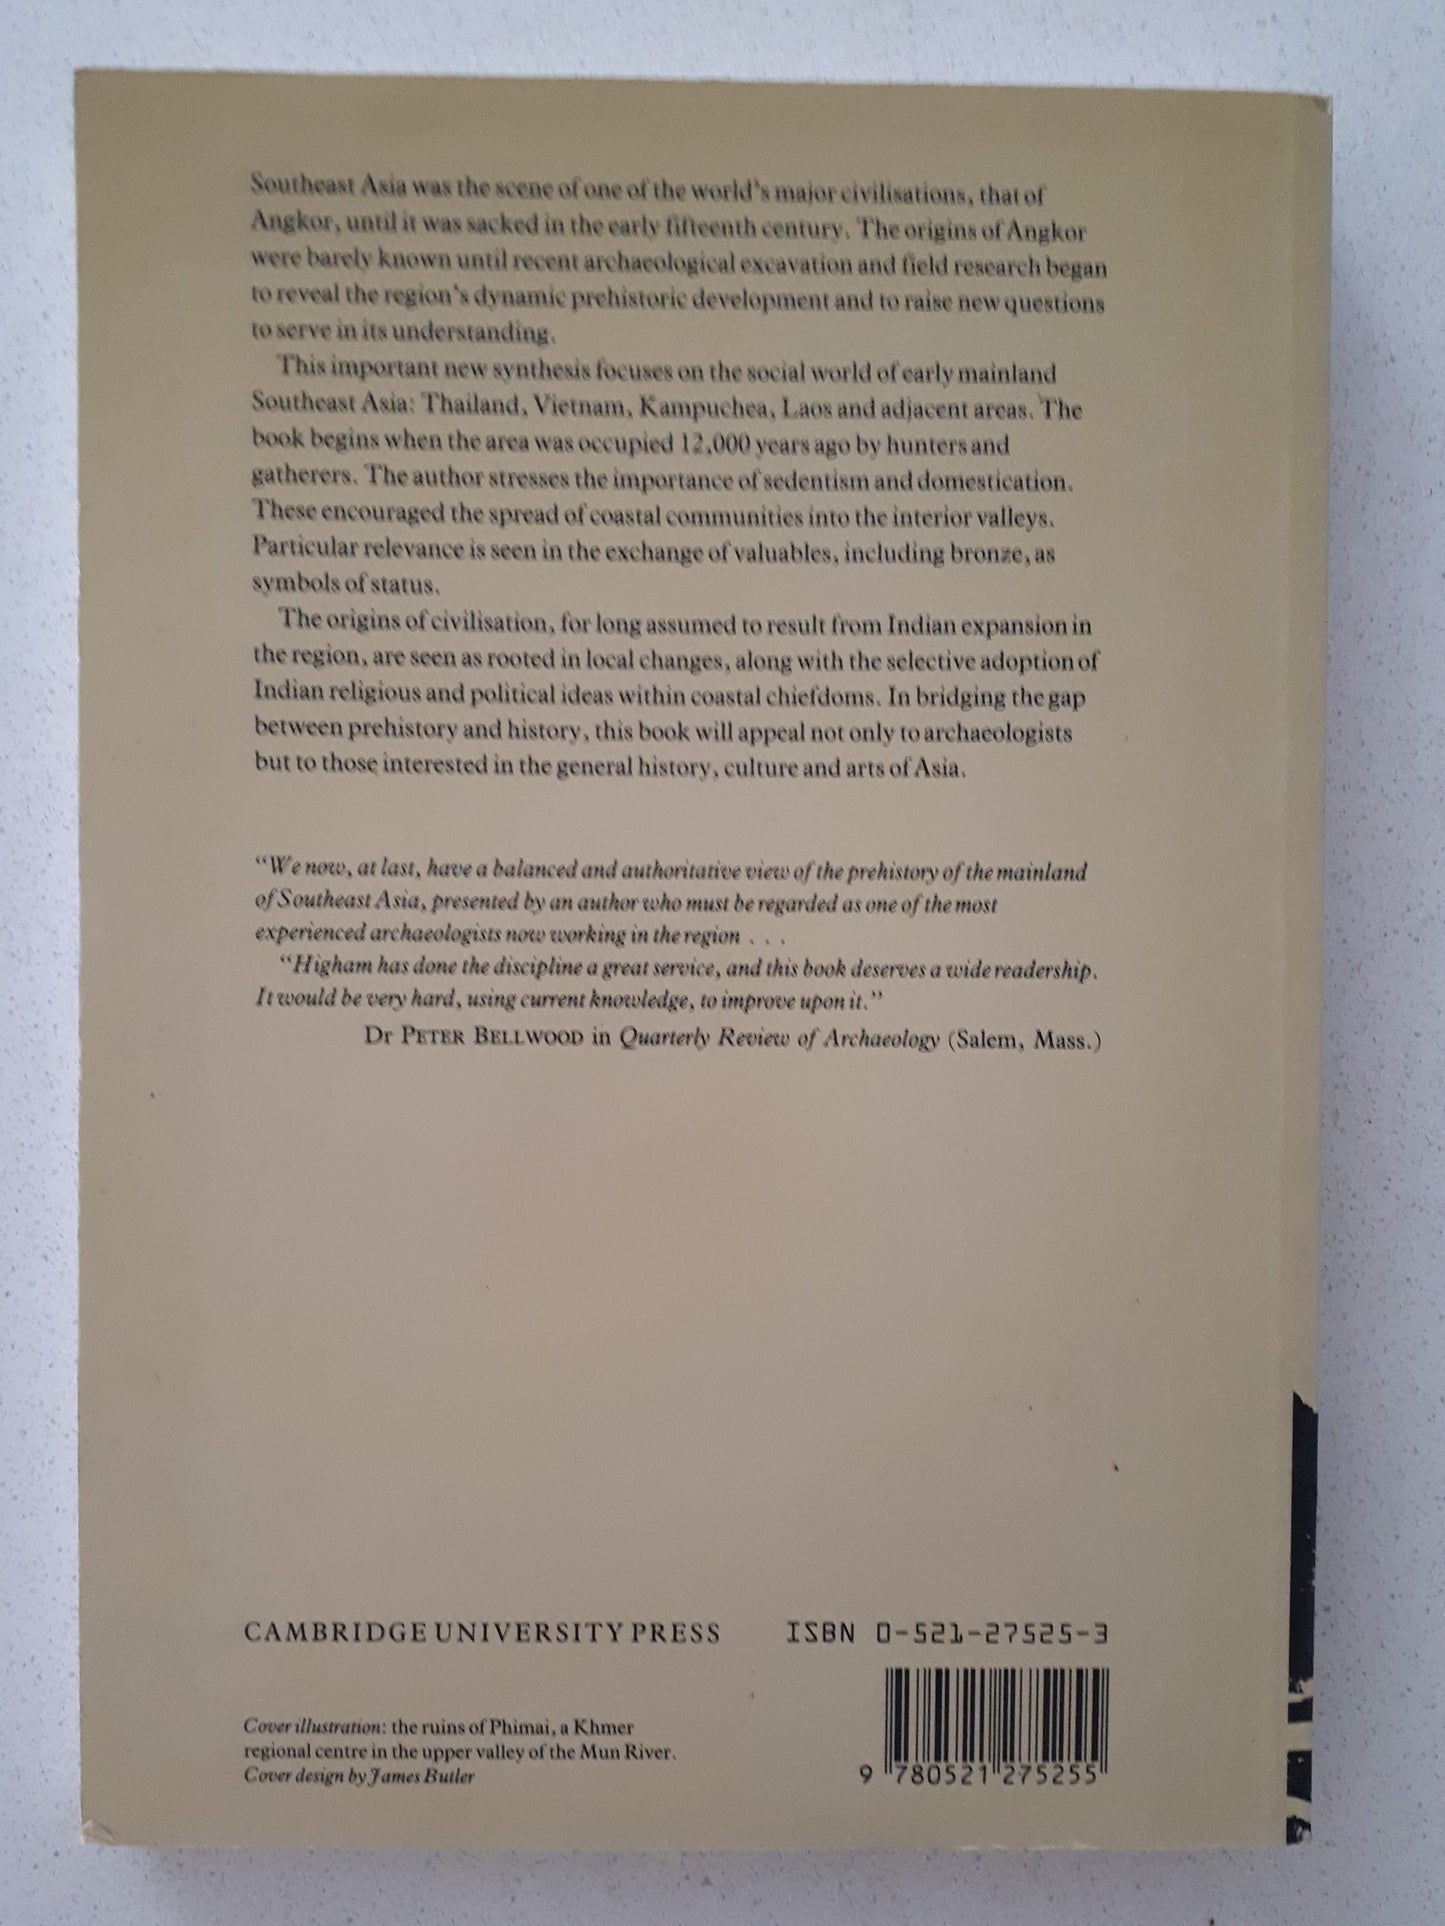 Southeast Asia was the scene of one of the world's major civilisations, that of
Angkor, until it was sacked in the early fifteenth century. The origins of Angkor
were barely known until recent archaeological excavation and field research began
to reveal the region's dynamic prehistoric development and to raise new questions
to serve in its understanding.
This important new synthesis focuses on the social world of early mainland
Southeast Asia: Thailand, Vietnam, Kampuchea, Laos and adjacent areas. The
book begins when the area was occupied 12,000 years ago by hunters and
gatherers. The author stresses the importance of sedentism and domestication.
These encouraged the spread of coastal communities into the interior valleys.
Particular relevance is seen in the exchange of valuables, including bronze, as
symbols of status.
The origins of civilisation, for long assumed to result from Indian expansion in
the region, are seen as rooted in local changes, along with the selective adoption of
Indian religious and political ideas within coastal chiefdoms. In bridging the gap
between prehistory and history, this book will appeal not only to archaeologists
but to those interested in the general history, culture and arts of Asia.
"We now, at last, have a balanced and authoritative view of the prehistory of the mainland
of Southeast Asia, presented by an author who must be regarded as one of the most
experienced archaeologists now working in the region . . .
"Higham has done the discipline a great service, and this book deserves a wide readership.
It would be very hard, using current knowledge, to improve upon it."
Dr PETER BELLWOOD in Quarterly Review of Archaeology (Salem, Mass.)
CAMBRIDGE UNIVERSITY PRESS
ISBN 0-521-27525-3
Cover illustration: the ruins of Phimai, a Khmer
regional centre in the upper valley of the Mun River.
Cover design by James Butler
9 780521 275255